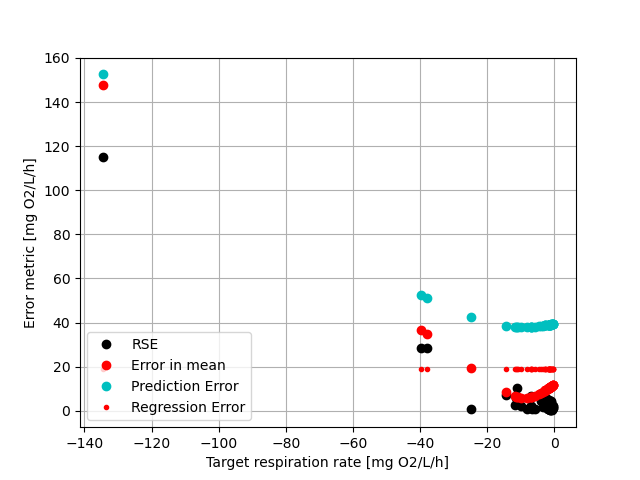 160
140
120
100
80
60
40
20
0
Error metric [mg O2/L/h]
RSE
Error in mean
Prediction Error
Regression Error
−140 −120 −100 −80 −60 −40 −20 0
Target respiration rate [mg O2/L/h]